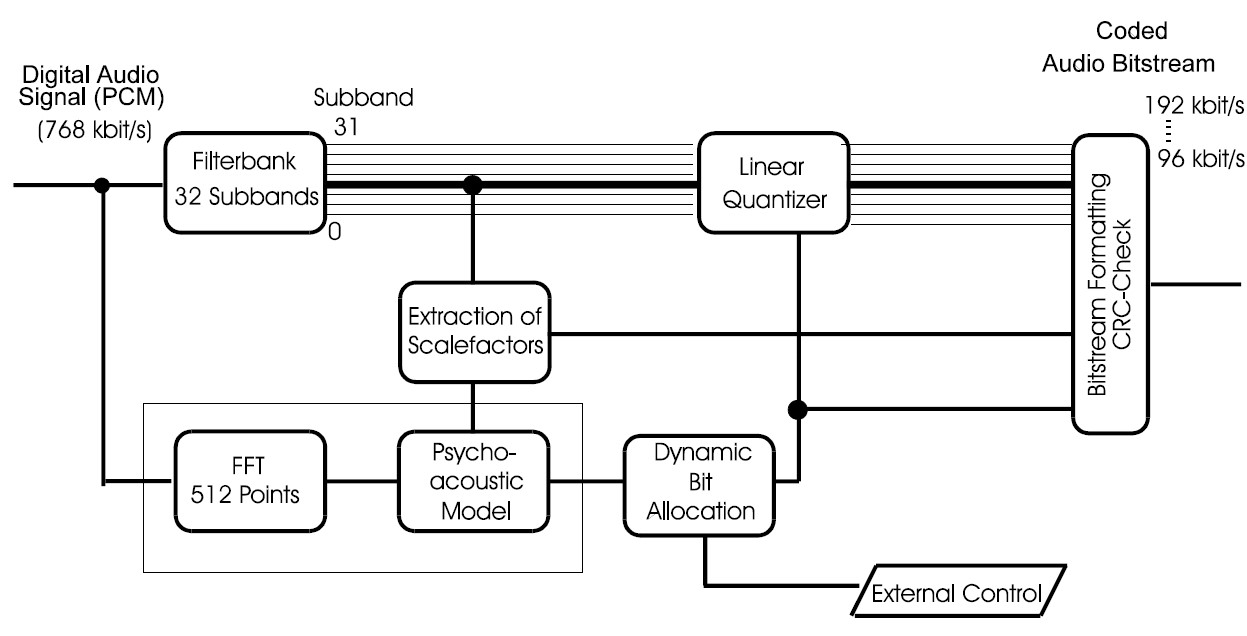 Coded
Audio Bitstream
Digital Audio
Signal (PCM)
(768 kbit/s)
Subband
31
192 kbit/s
96 kbit/s
Filterbank
32 Subbands
0
Linear
Quantizer
Bitstream Formatting
CRC-Check
Extraction of
Scalefactors
FFT
512 Points
Psycho-
acoustic
Model
Dynamic
Bit
Allocation
External Control